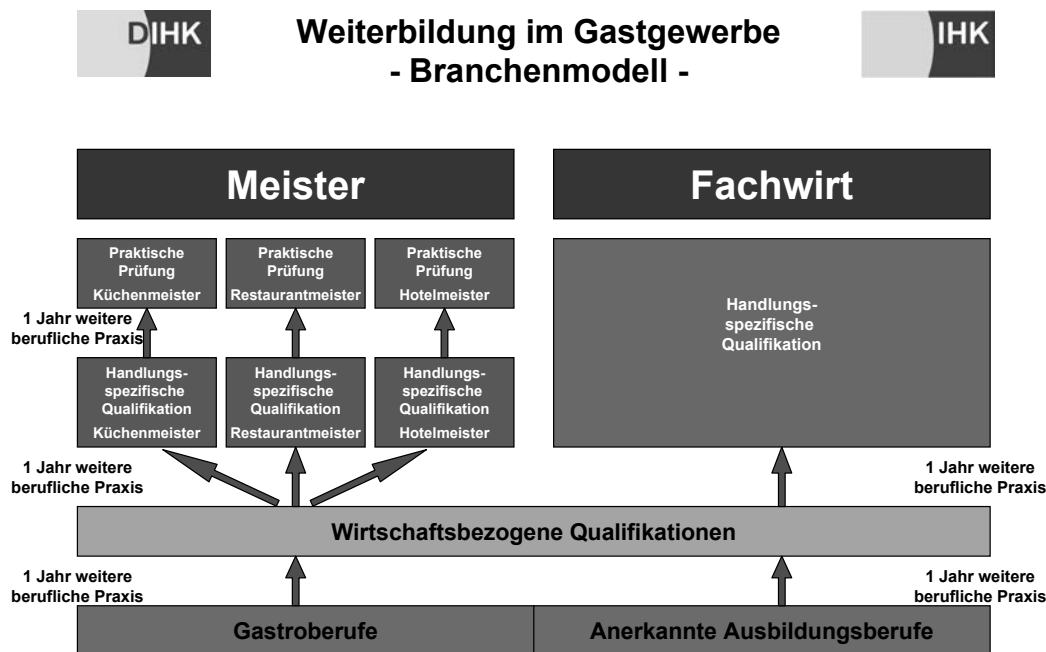 DIHK
Weiterbildung im Gastgewerbe
- Branchenmodell -
IHK
Meister
Fachwirt
Praktische
Prüfung
Küchenmeister
Praktische
Prüfung
Restaurantmeister
Praktische
Prüfung
Hotelmeister
Handlungs-
spezifische
Qualifikation
1 Jahr weitere
berufliche Praxis
Handlungs-
spezifische
Qualifikation
Küchenmeister
Handlungs-
spezifische
Qualifikation
Restaurantmeister
Handlungs-
spezifische
Qualifikation
Hotelmeister
1 Jahr weitere
berufliche Praxis
1 Jahr weitere
berufliche Praxis
Wirtschaftsbezogene Qualifikationen
1 Jahr weitere
berufliche Praxis
1 Jahr weitere
berufliche Praxis
Gastroberufe
Anerkannte Ausbildungsberufe